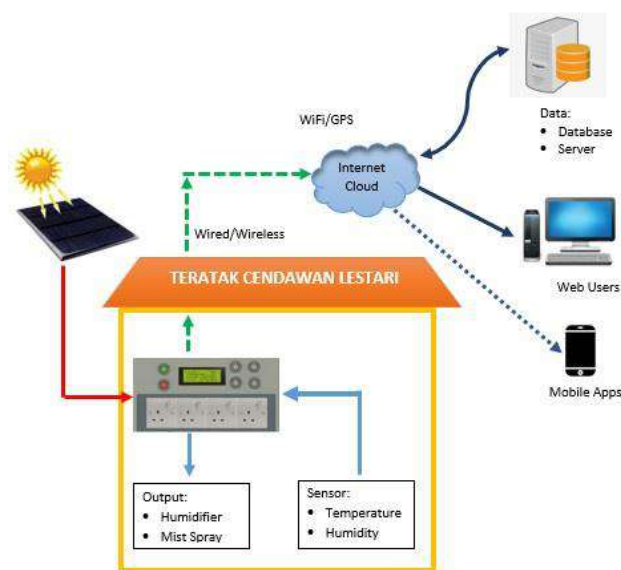 WiFi/GPS
Internet
Cloud
Data:
• Database
• Server
Wired/Wireless
TERATAK CENDAWAN LESTARI
Web Users
Mobile Apps
Output:
• Humidifier
• Mist Spray
Sensor:
• Temperature
• Humidity